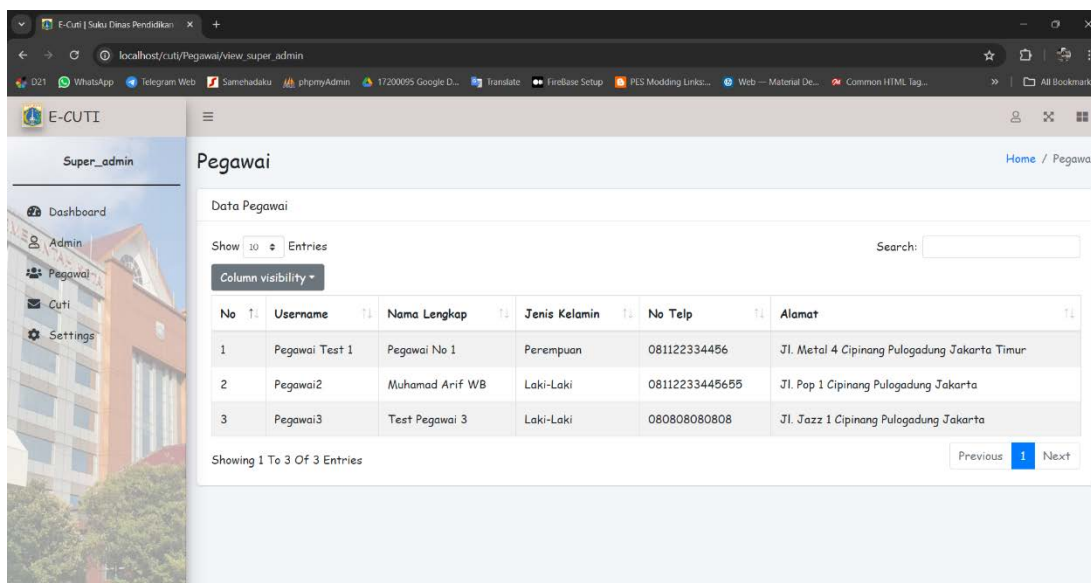 E-Cuti | Suku Dinas Pendidikan
localhost/cuti/Pegawai/view_super_admin
D21 WhatsApp Telegram Web Samehadaku phpmyAdmin 17200095 Google D... Translate FireBase Setup PES Modding Links:... Web — Material De... Common HTML Tag... » All Bookmark
E-CUTI
Super_admin
Dashboard
Admin
Pegawai
Cuti
Settings
Pegawai
Home / Pegawa
Data Pegawai
Show 10 Entries Search:
Column visibility
No Username Nama Lengkap Jenis Kelamin No Telp Alamat
1 Pegawai Test 1 Pegawai No 1 Perempuan 081122334456 Jl. Metal 4 Cipinang Pulogadung Jakarta Timur
2 Pegawai2 Muhamad Arif WB Laki-Laki 08112233445655 Jl. Pop 1 Cipinang Pulogadung Jakarta
3 Pegawai3 Test Pegawai 3 Laki-Laki 080808080808 Jl. Jazz 1 Cipinang Pulogadung Jakarta
Showing 1 To 3 Of 3 Entries
Previous 1 Next